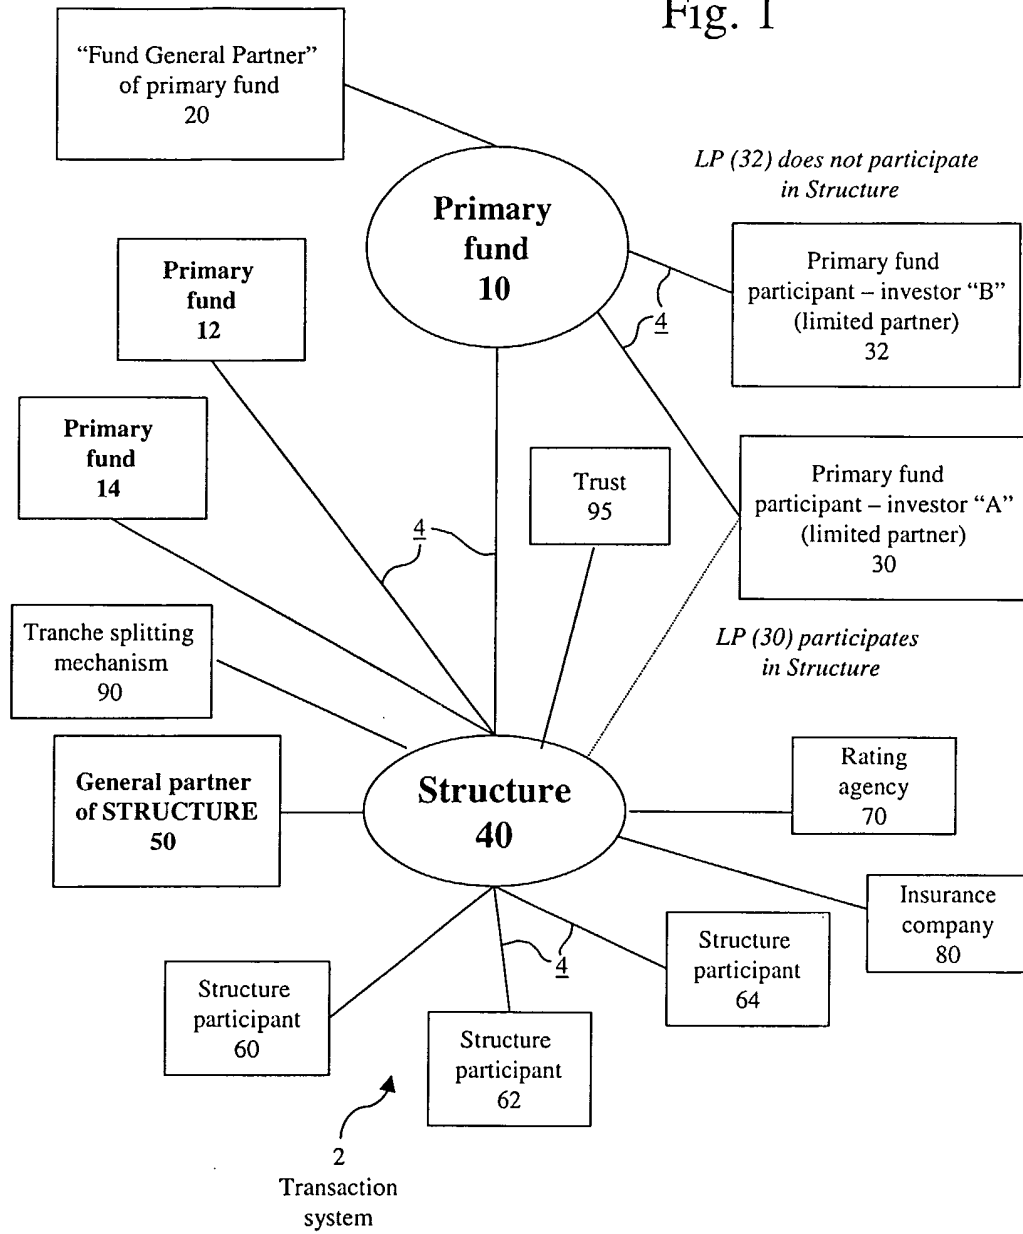 Fig. 1
“Fund General Partner”
of primary fund
20
LP (32) does not participate
in Structure
Primary
fund
10
Primary
fund
12
Primary fund
participant – investor “B”
(limited partner)
32
4
Primary
fund
14
Trust
95
Primary fund
participant – investor “A”
(limited partner)
30
4
Tranche splitting
mechanism
90
LP (30) participates
in Structure
General partner
of STRUCTURE
50
Structure
40
Rating
agency
70
Insurance
company
80
Structure
participant
64
4
Structure
participant
60
Structure
participant
62
2
Transaction
system